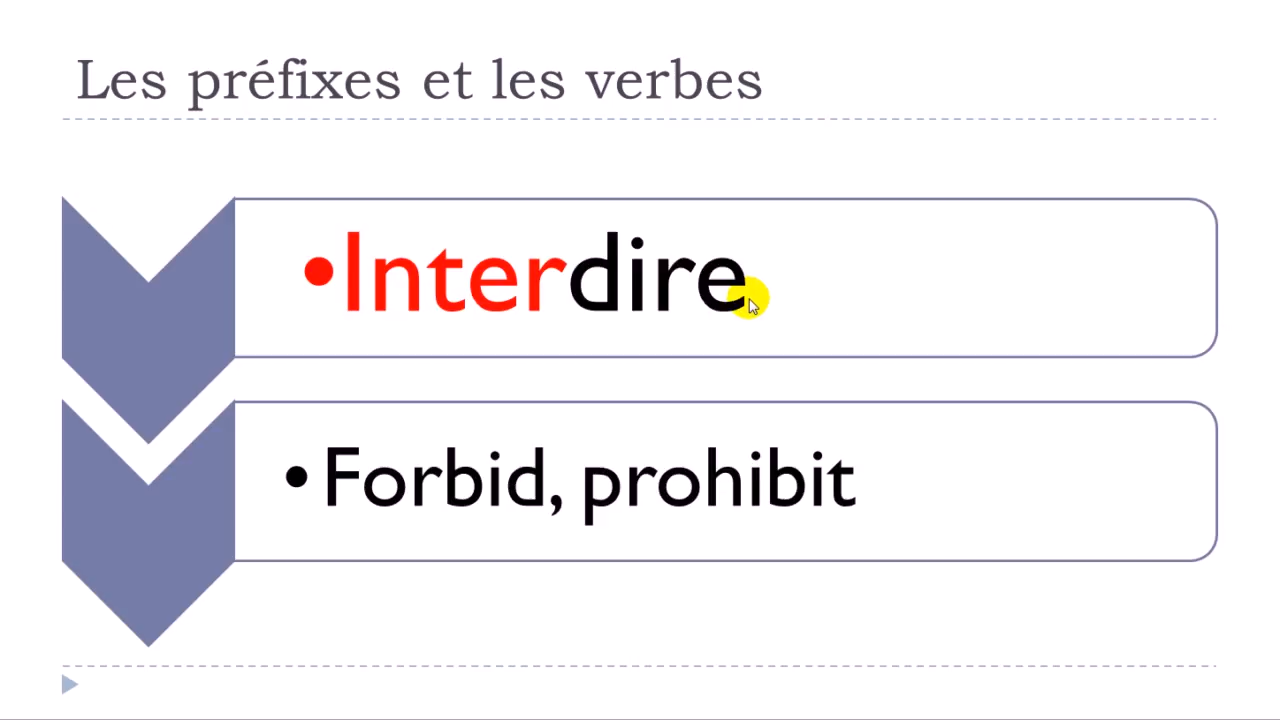 Les préfixes et les verbes
•Interdire
•Forbid, prohibit